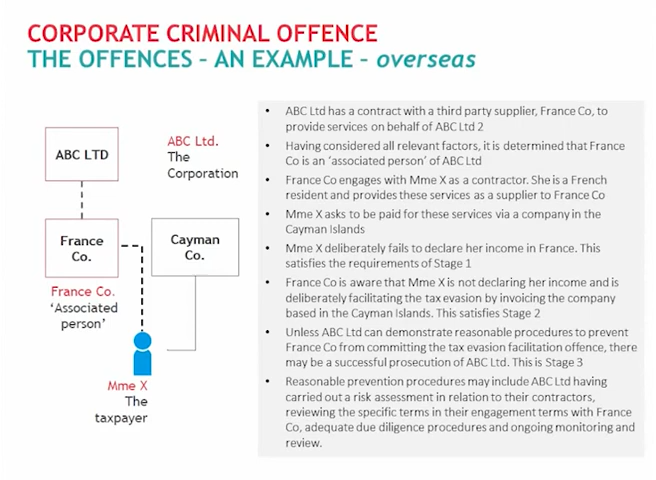 CORPORATE CRIMINAL OFFENCE
THE OFFENCES – AN EXAMPLE – overseas
ABC LTD
ABC Ltd.
The
Corporation
France
Co.
Cayman
Co.
France Co.
‘Associated
person’
Mme X
The
taxpayer
• ABC Ltd has a contract with a third party supplier, France Co, to
provide services on behalf of ABC Ltd 2
• Having considered all relevant factors, it is determined that France
Co is an ‘associated person’ of ABC Ltd
• France Co engages with Mme X as a contractor. She is a French
resident and provides these services as a supplier to France Co
• Mme X asks to be paid for these services via a company in the
Cayman Islands
• Mme X deliberately fails to declare her income in France. This
satisfies the requirements of Stage 1
• France Co is aware that Mme X is not declaring her income and is
deliberately facilitating the tax evasion by invoicing the company
based in the Cayman Islands. This satisfies Stage 2
• Unless ABC Ltd can demonstrate reasonable procedures to prevent
France Co from committing the tax evasion facilitation offence, there
may be a successful prosecution of ABC Ltd. This is Stage 3
• Reasonable prevention procedures may include ABC Ltd having
carried out a risk assessment in relation to their contractors,
reviewing the specific terms in their engagement terms with France
Co, adequate due diligence procedures and ongoing monitoring and
review.